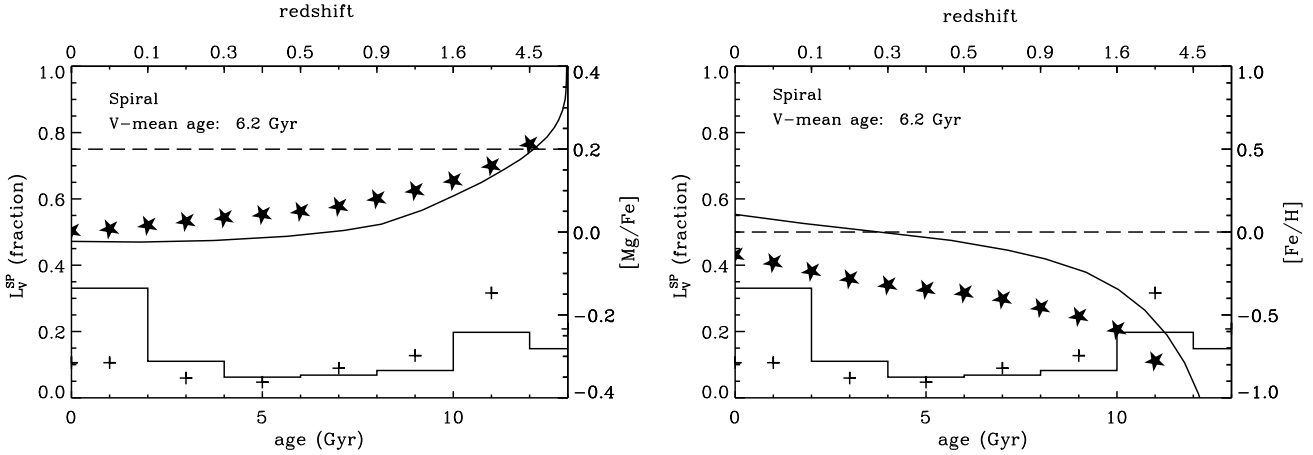 redshift
0 0.1 0.3 0.5 0.9 1.6 4.5
1.0 0.8 0.6 0.4 0.2 0.0
L_V^SP (fraction)
Spiral
V−mean age: 6.2 Gyr
0.4 0.2 0.0 −0.2 −0.4
[Mg/Fe]
0 5 10
age (Gyr)
redshift
0 0.1 0.3 0.5 0.9 1.6 4.5
1.0 0.8 0.6 0.4 0.2 0.0
L_V^SP (fraction)
Spiral
V−mean age: 6.2 Gyr
1.0 0.5 0.0 −0.5 −1.0
[Fe/H]
0 5 10
age (Gyr)